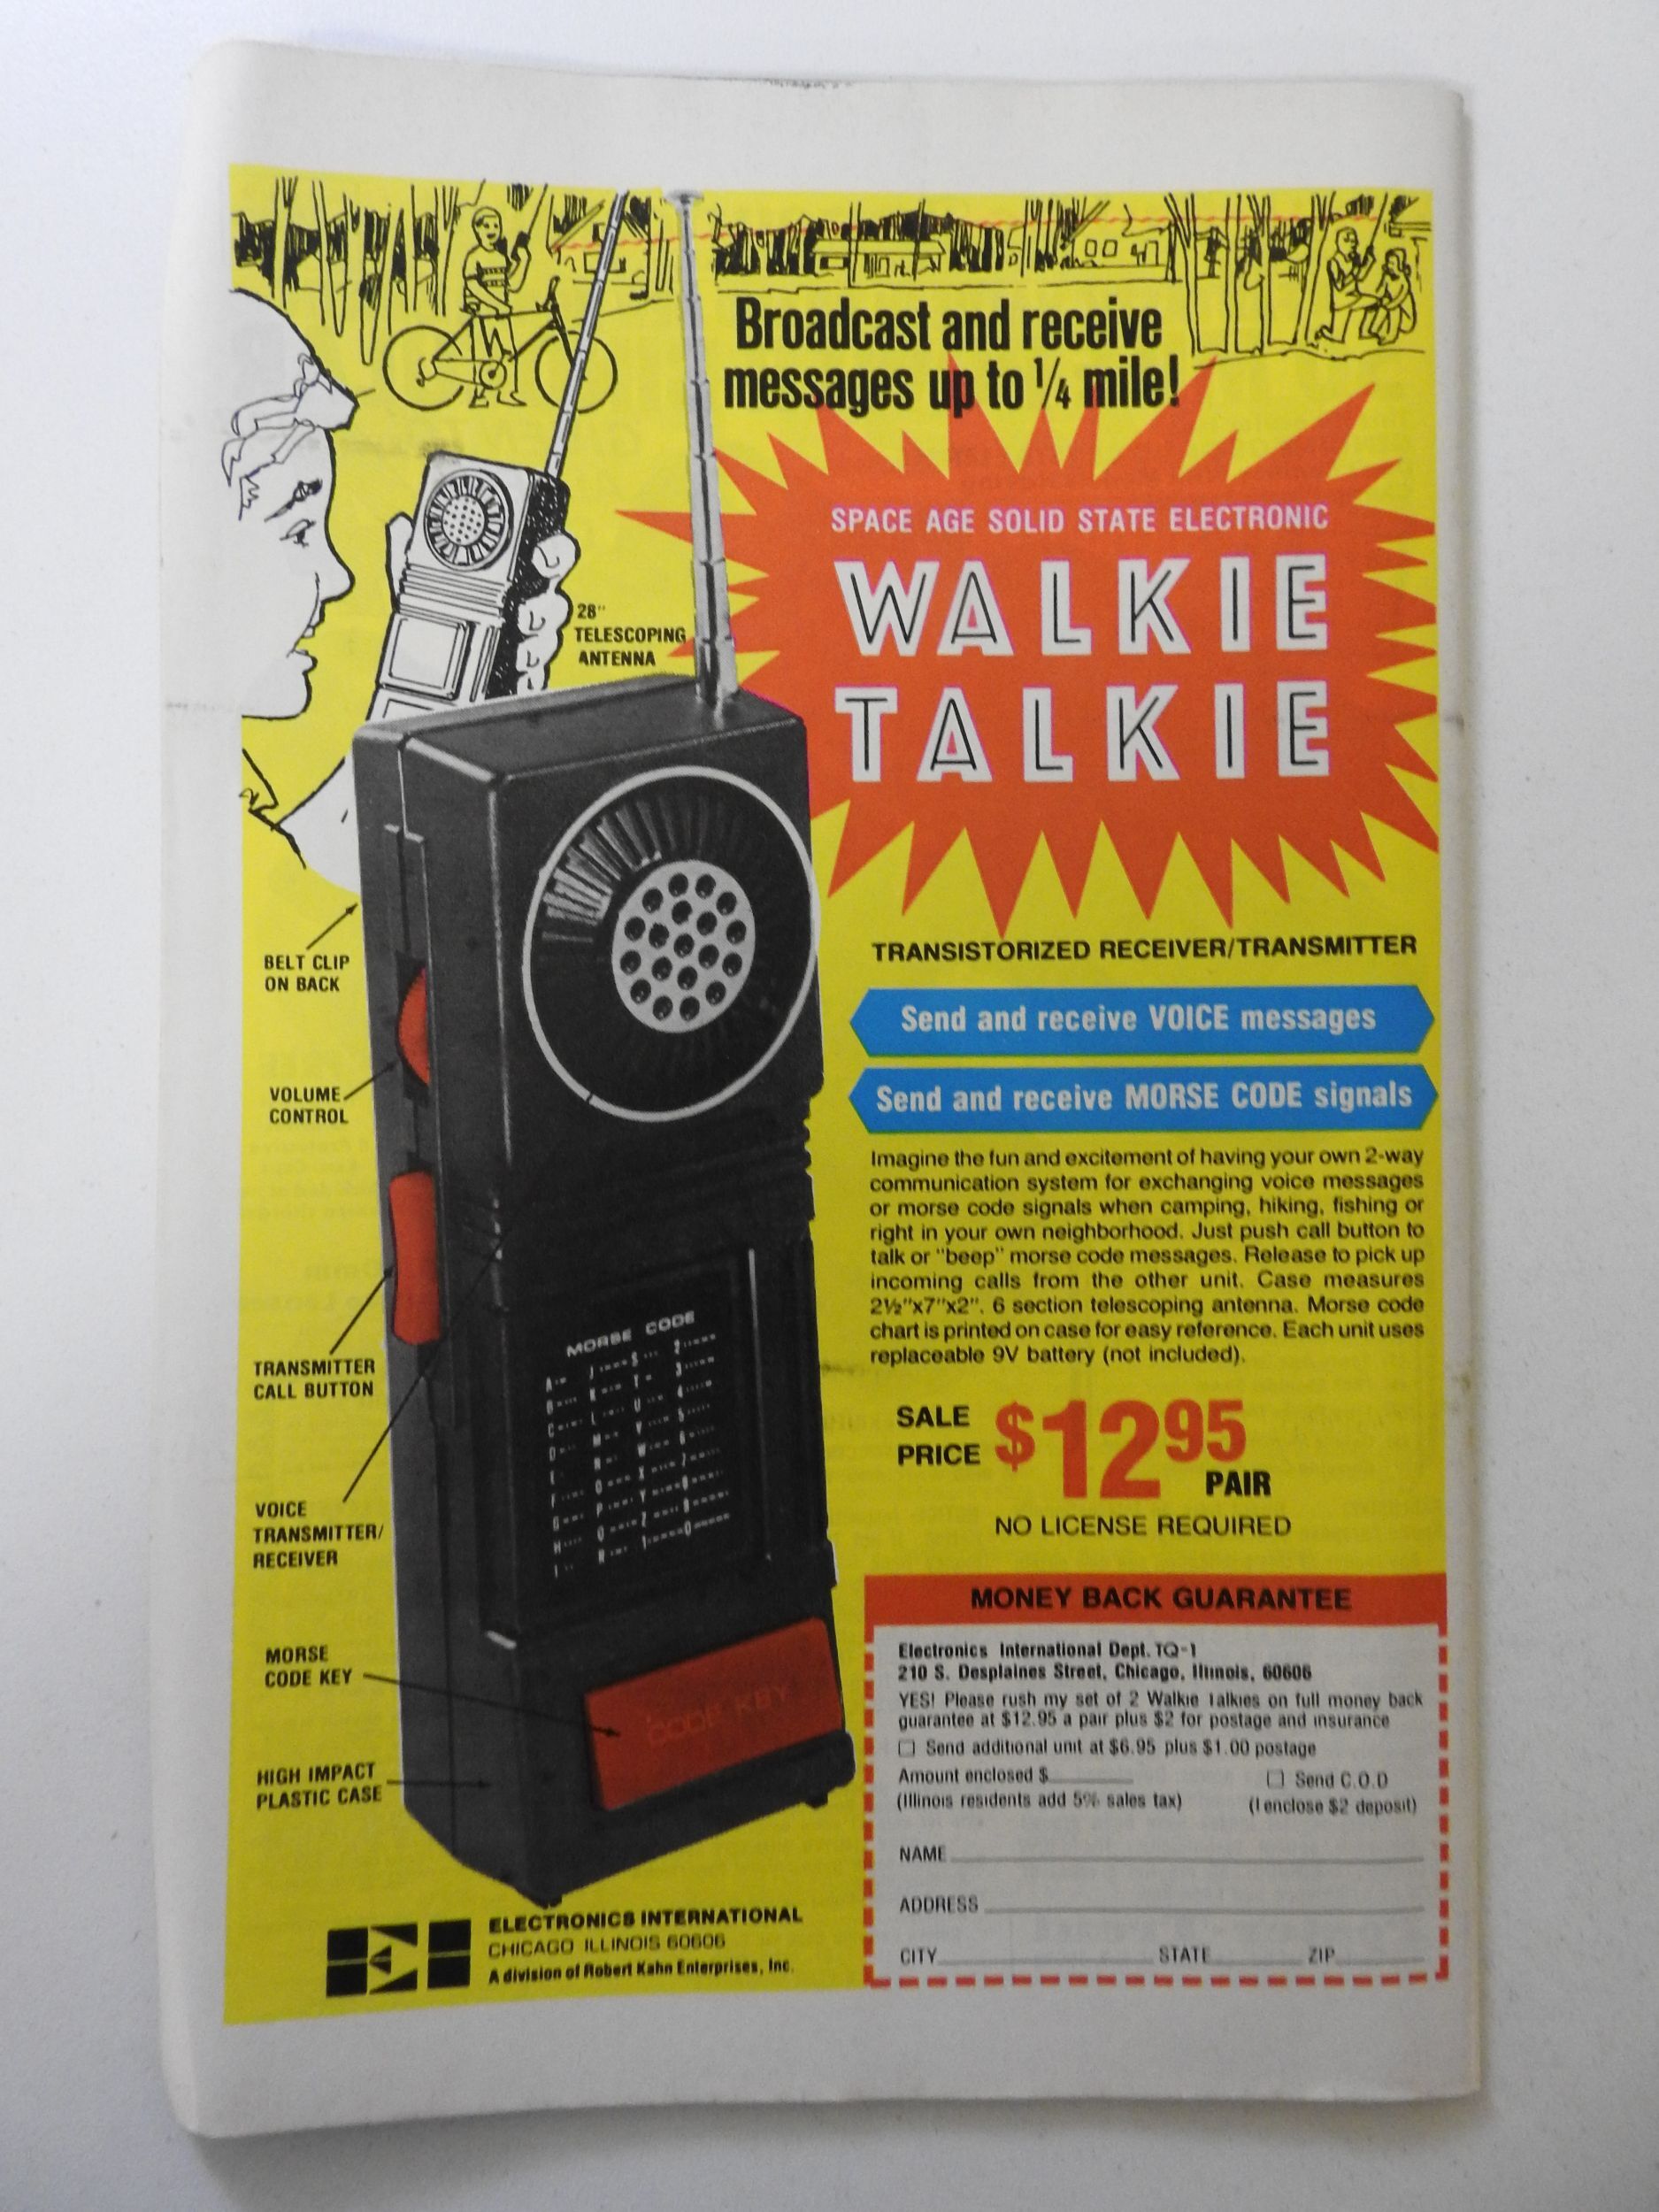 Broadcast and receive
messages up to ¼ mile!
SPACE AGE SOLID STATE ELECTRONIC
WALKIE
TALKIE
28"
TELESCOPING
ANTENNA
BELT CLIP
ON BACK
VOLUME
CONTROL
TRANSMITTER
CALL BUTTON
VOICE
TRANSMITTER/
RECEIVER
MORSE
CODE KEY
HIGH IMPACT
PLASTIC CASE
MORSE CODE
CODE KEY
TRANSISTORIZED RECEIVER/TRANSMITTER
Send and receive VOICE messages
Send and receive MORSE CODE signals
Imagine the fun and excitement of having your own 2-way
communication system for exchanging voice messages
or morse code signals when camping, hiking, fishing or
right in your own neighborhood. Just push call button to
talk or "beep" morse code messages. Release to pick up
incoming calls from the other unit. Case measures
2½"x7"x2". 6 section telescoping antenna. Morse code
chart is printed on case for easy reference. Each unit uses
replaceable 9V battery (not included).
SALE
PRICE $12 95
PAIR
NO LICENSE REQUIRED
MONEY BACK GUARANTEE
Electronics International Dept. TQ-1
210 S. Desplaines Street, Chicago, Illinois, 60606
YES! Please rush my set of 2 Walkie Talkies on full money back
guarantee at $12.95 a pair plus $2 for postage and insurance
Send additional unit at $6.95 plus $1.00 postage
Amount enclosed $ Send C.O.D
(Illinois residents add 5% sales tax) (I enclose $2 deposit)
NAME
ADDRESS
CITY STATE ZIP
EI
ELECTRONICS INTERNATIONAL
CHICAGO ILLINOIS 60606
A division of Robert Kahn Enterprises, Inc.